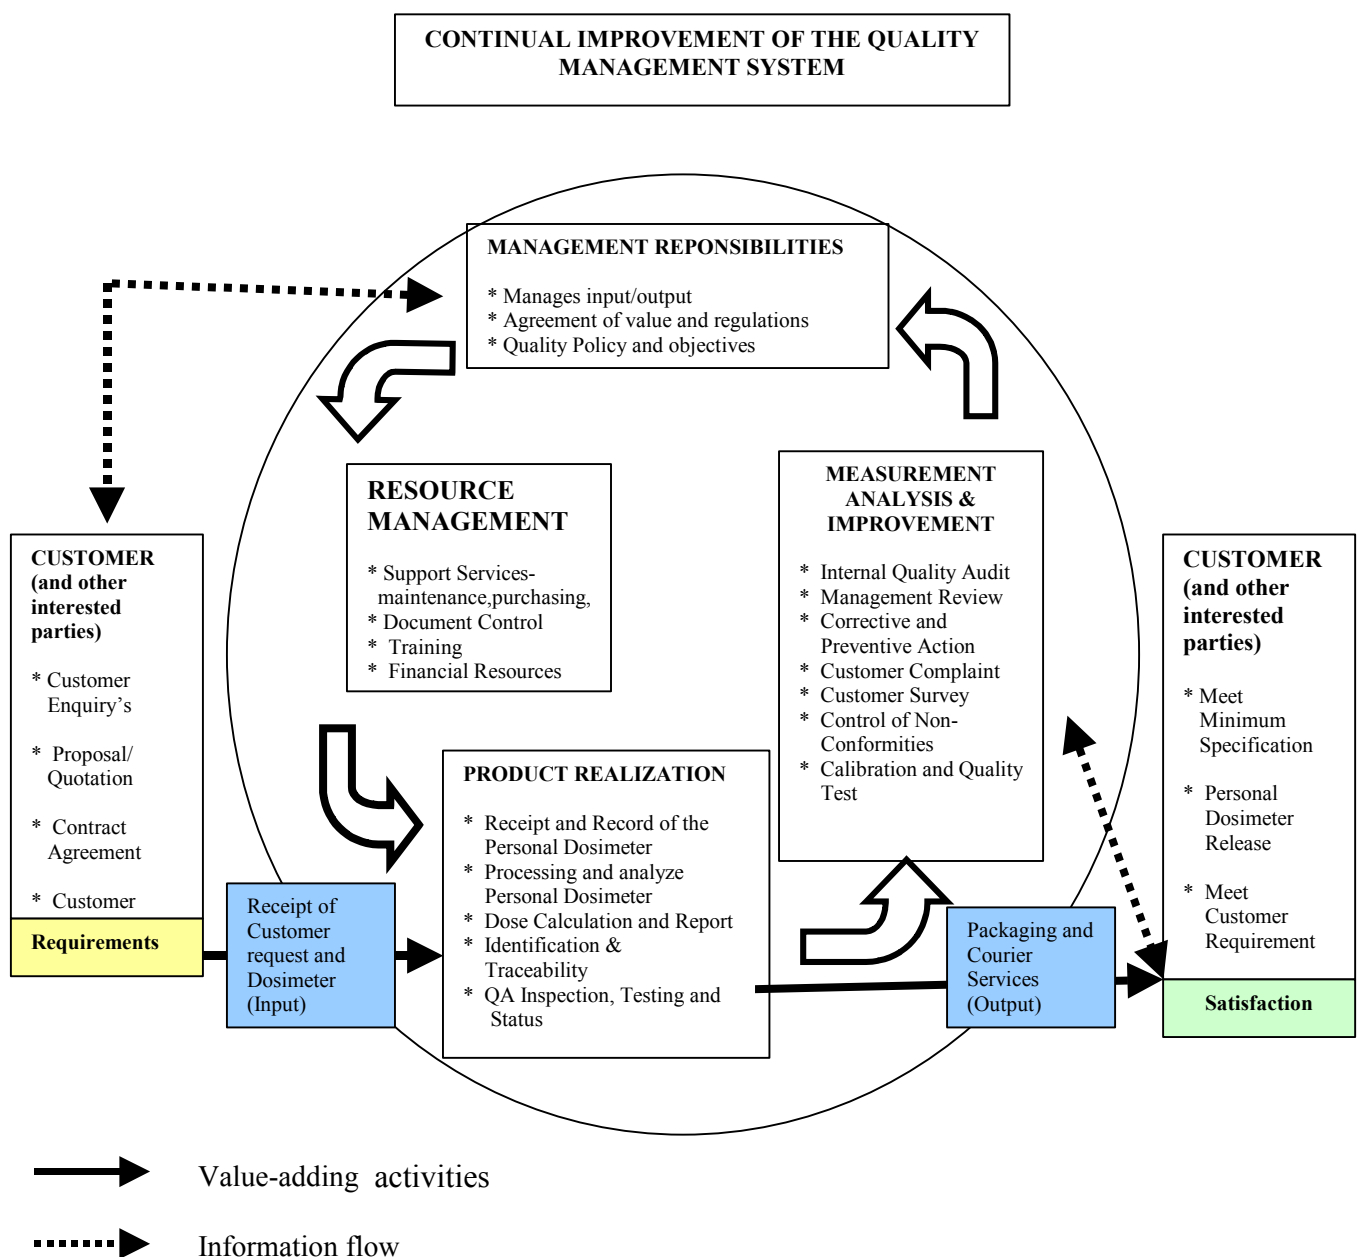 CONTINUAL IMPROVEMENT OF THE QUALITY
MANAGEMENT SYSTEM
MANAGEMENT REPONSIBILITIES
* Manages input/output
* Agreement of value and regulations
* Quality Policy and objectives
RESOURCE
MANAGEMENT
* Support Services-
maintenance,purchasing,
* Document Control
* Training
* Financial Resources
MEASUREMENT
ANALYSIS &
IMPROVEMENT
* Internal Quality Audit
* Management Review
* Corrective and
Preventive Action
* Customer Complaint
* Customer Survey
* Control of Non-
Conformities
* Calibration and Quality
Test
CUSTOMER
(and other
interested
parties)
* Customer
Enquiry’s
* Proposal/
Quotation
* Contract
Agreement
* Customer
Requirements
Receipt of
Customer
request and
Dosimeter
(Input)
PRODUCT REALIZATION
* Receipt and Record of the
Personal Dosimeter
* Processing and analyze
Personal Dosimeter
* Dose Calculation and Report
* Identification &
Traceability
* QA Inspection, Testing and
Status
Packaging and
Courier
Services
(Output)
CUSTOMER
(and other
interested
parties)
* Meet
Minimum
Specification
* Personal
Dosimeter
Release
* Meet
Customer
Requirement
Satisfaction
Value-adding activities
Information flow